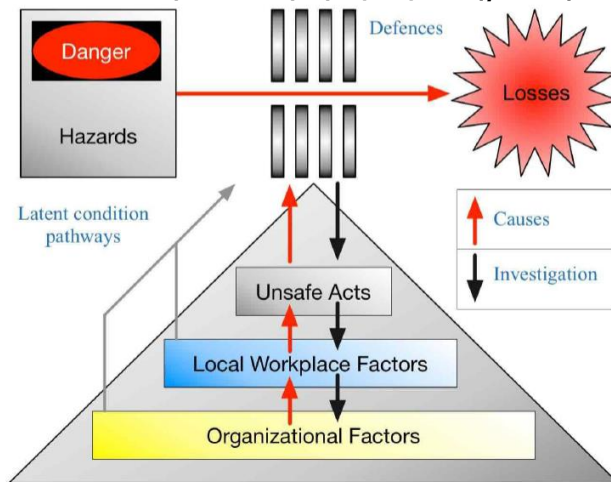 Danger
Hazards
Defences
Losses
Latent condition
pathways
Causes
Investigation
Unsafe Acts
Local Workplace Factors
Organizational Factors